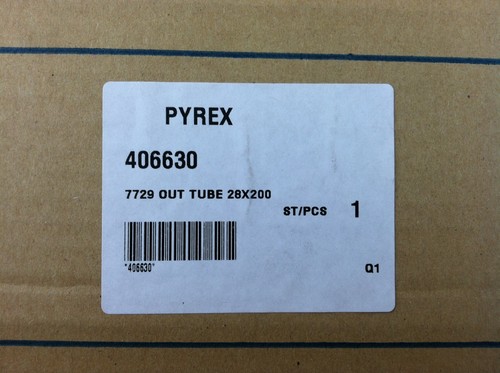 PYREX
406630
7729 OUT TUBE 28X200
ST/PCS 1
*406630*
Q1